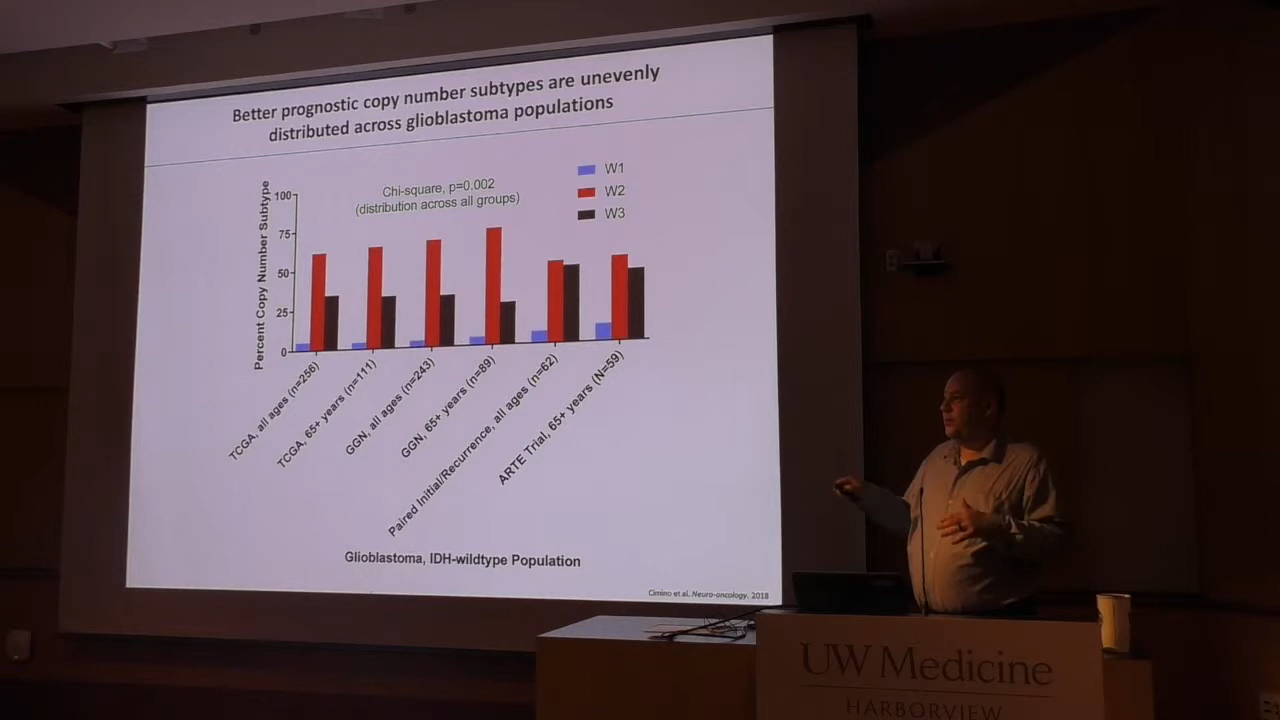 Better prognostic copy number subtypes are unevenly
distributed across glioblastoma populations
Chi-square, p=0.002
(distribution across all groups)
W1
W2
W3
Percent Copy Number Subtype
100
75
50
25
0
TCGA, all ages (n=256)
TCGA, 65+ years (n=111)
GGN, all ages (n=243)
GGN, 65+ years (n=89)
Paired Initial/Recurrence, all ages (n=62)
ARTE Trial, 65+ years (N=59)
Glioblastoma, IDH-wildtype Population
Cimino et al. Neuro-oncology, 2018
UW Medicine
HARBORVIEW